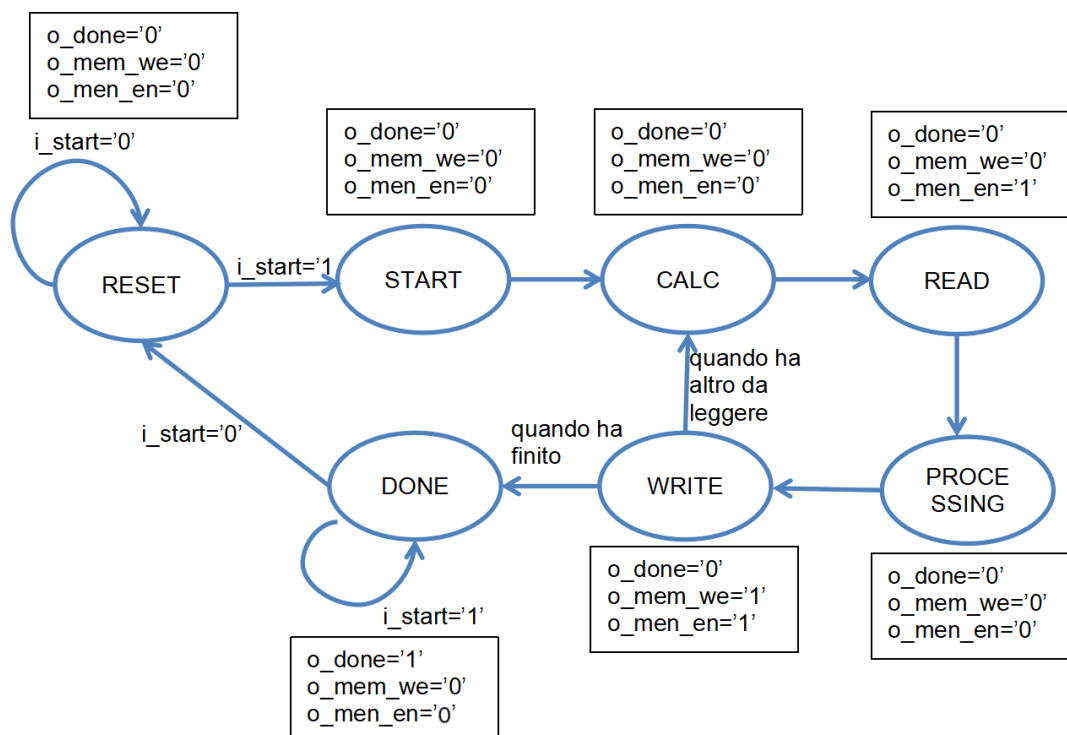 o_done='0'
o_mem_we='0'
o_men_en='0'
i_start='0'
o_done='0'
o_mem_we='0'
o_men_en='0'
o_done='0'
o_mem_we='0'
o_men_en='0'
o_done='0'
o_mem_we='0'
o_men_en='1'
RESET
i_start='1
START
CALC
READ
quando ha
altro da
leggere
i_start='0'
quando ha
finito
DONE
WRITE
PROCE
SSING
i_start='1'
o_done='1'
o_mem_we='0'
o_men_en='0'
o_done='0'
o_mem_we='1'
o_men_en='1'
o_done='0'
o_mem_we='0'
o_men_en='0'